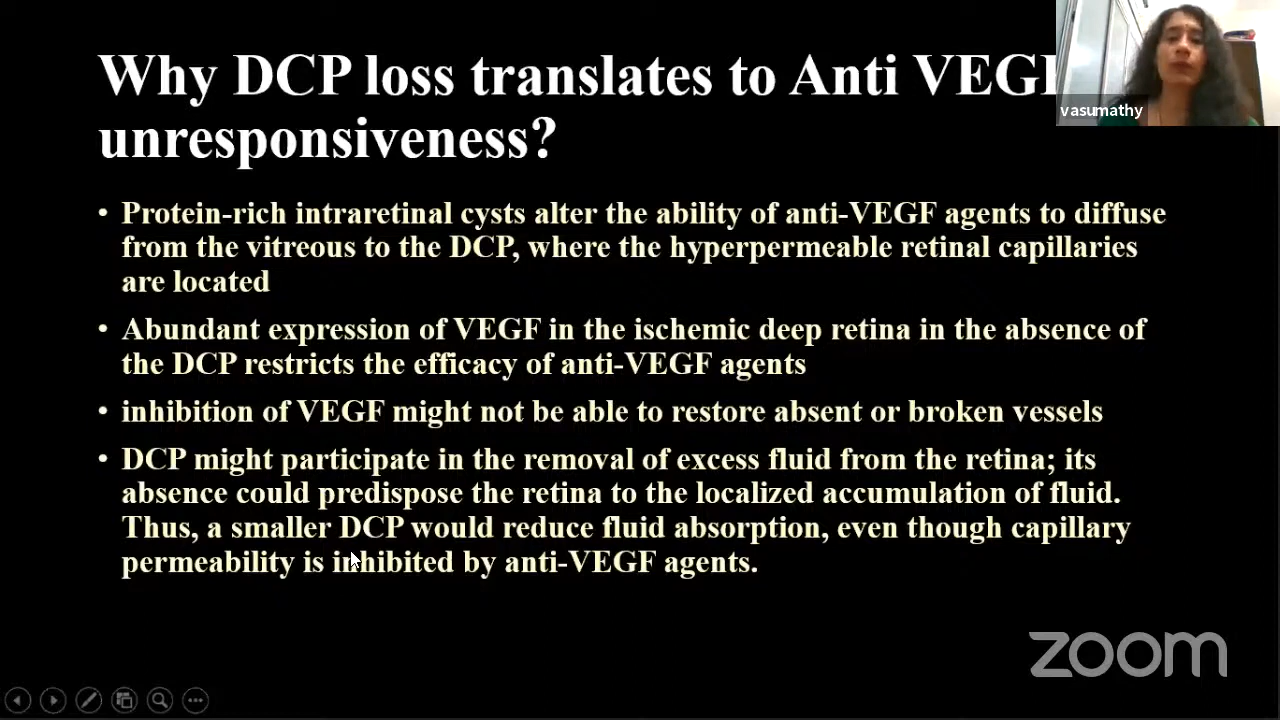 Why DCP loss translates to Anti VEGF
unresponsiveness?
vasumathy
• Protein-rich intraretinal cysts alter the ability of anti-VEGF agents to diffuse
from the vitreous to the DCP, where the hyperpermeable retinal capillaries
are located
• Abundant expression of VEGF in the ischemic deep retina in the absence of
the DCP restricts the efficacy of anti-VEGF agents
• inhibition of VEGF might not be able to restore absent or broken vessels
• DCP might participate in the removal of excess fluid from the retina; its
absence could predispose the retina to the localized accumulation of fluid.
Thus, a smaller DCP would reduce fluid absorption, even though capillary
permeability is inhibited by anti-VEGF agents.
zoom